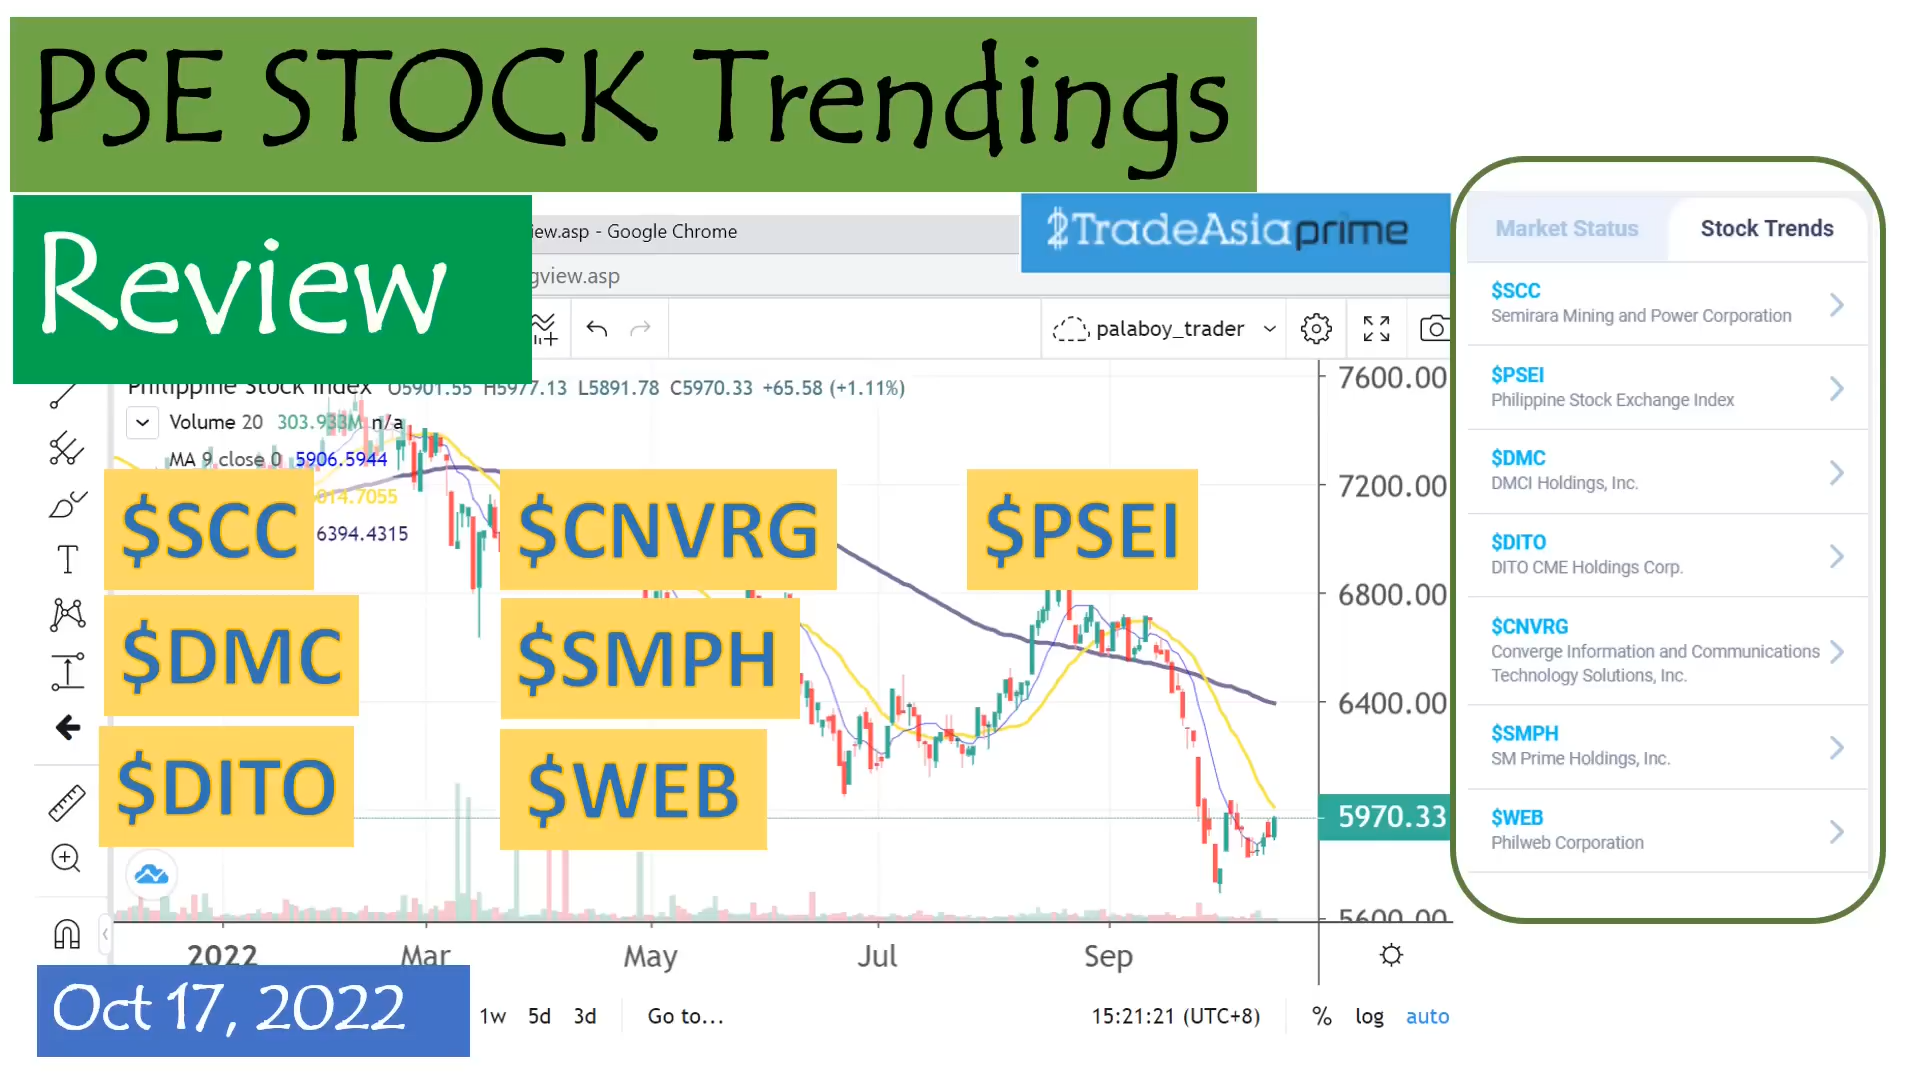 PSE STOCK Trendings
Review
iew.asp - Google Chrome
gview.asp
TradeAsiaprime
palaboy_trader
Philippine Stock Index O5901.55 H5977.13 L5891.78 C5970.33 +65.58 (+1.11%)
Volume 20 303.933M n/a
MA 9 close 0 5906.5944
014.7055
6394.4315
$SCC
$CNVRG
$PSEI
$DMC
$SMPH
$DITO
$WEB
7600.00
7200.00
6800.00
6400.00
5970.33
5600.00
2022 Mar May Jul Sep
Oct 17, 2022
1w 5d 3d Go to... 15:21:21 (UTC+8) % log auto
Market Status Stock Trends
$SCC
Semirara Mining and Power Corporation
$PSEI
Philippine Stock Exchange Index
$DMC
DMCI Holdings, Inc.
$DITO
DITO CME Holdings Corp.
$CNVRG
Converge Information and Communications
Technology Solutions, Inc.
$SMPH
SM Prime Holdings, Inc.
$WEB
Philweb Corporation